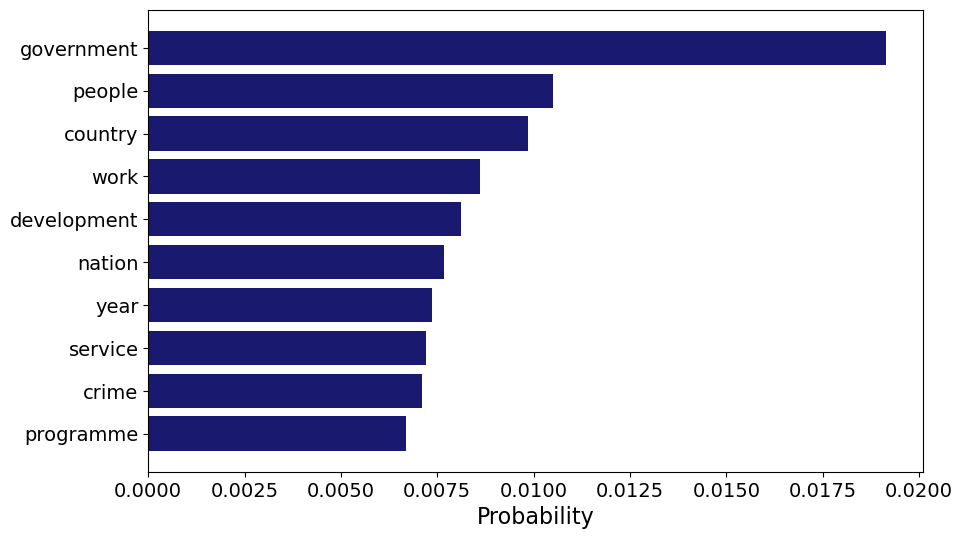 government
people
country
work
development
nation
year
service
crime
programme
0.0000 0.0025 0.0050 0.0075 0.0100 0.0125 0.0150 0.0175 0.0200
Probability